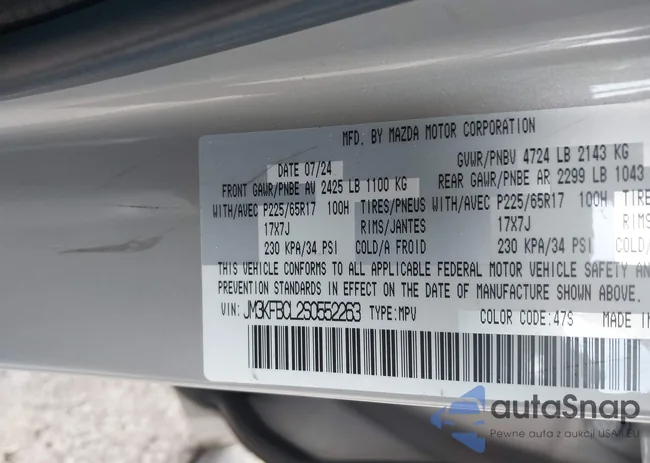 MFD. BY MAZDA MOTOR CORPORATION
DATE 07/24 GVWR/PNBV 4724 LB 2143 KG
FRONT GAWR/PNBE AV 2425 LB 1100 KG REAR GAWR/PNBE AR 2299 LB 1043
WITH/AVEC P225/65R17 100H TIRES/PNEUS WITH/AVEC P225/65R17 100H TIRES/
17X7J RIMS/JANTES 17X7J RIMS/
230 KPA/34 PSI COLD/A FROID 230 KPA/34 PSI COLD/
THIS VEHICLE CONFORMS TO ALL APPLICABLE FEDERAL MOTOR VEHICLE SAFETY AN
PREVENTION STANDARDS IN EFFECT ON THE DATE OF MANUFACTURE SHOWN ABOVE.
VIN: JM3KFBCL2S0552263 TYPE:MPV COLOR CODE:47S MADE IN
autaSnap
Pewne auta z aukcji USA i EU